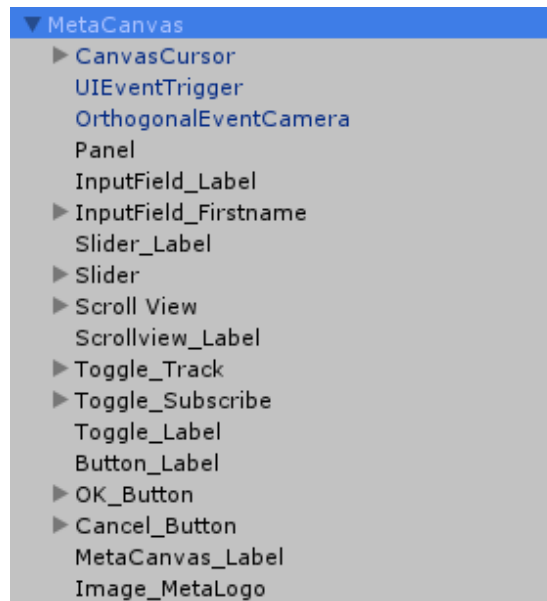 MetaCanvas
CanvasCursor
UIEventTrigger
OrthogonalEventCamera
Panel
InputField_Label
InputField_Firstname
Slider_Label
Slider
Scroll View
Scrollview_Label
Toggle_Track
Toggle_Subscribe
Toggle_Label
Button_Label
OK_Button
Cancel_Button
MetaCanvas_Label
Image_MetaLogo